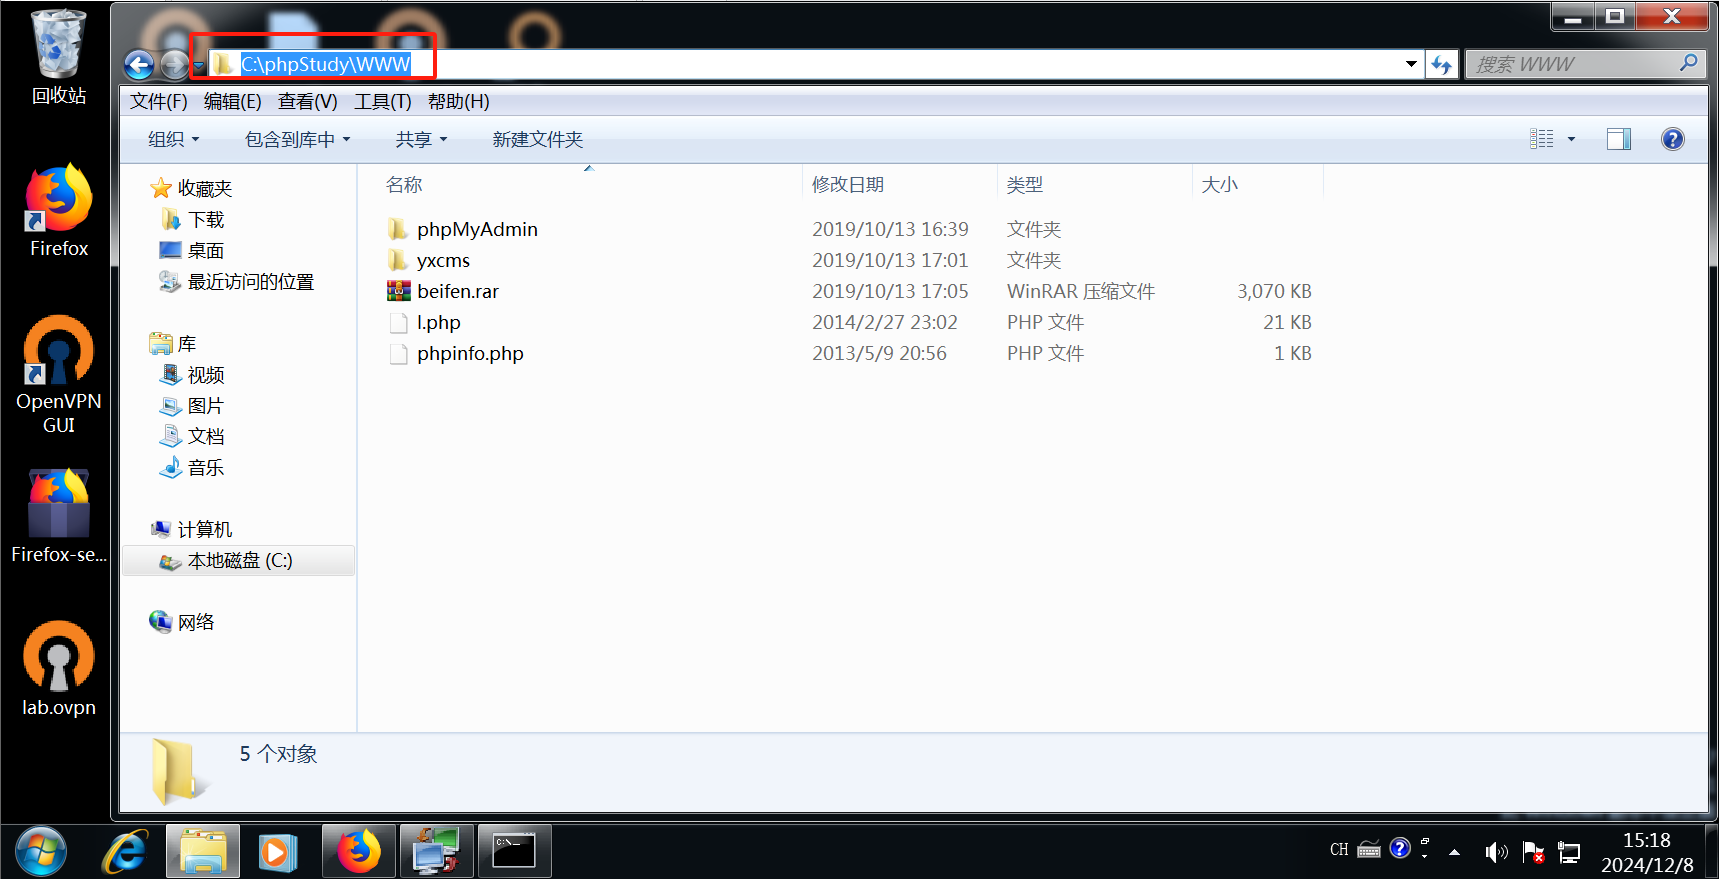 回收站
Firefox
OpenVPN
GUI
Firefox-se...
lab.ovpn
C:\phpStudy\WWW
搜索 WWW
文件(F) 编辑(E) 查看(V) 工具(T) 帮助(H)
组织 包含到库中 共享 新建文件夹
收藏夹
下载
桌面
最近访问的位置
库
视频
图片
文档
音乐
计算机
本地磁盘 (C:)
网络
名称 修改日期 类型 大小
phpMyAdmin 2019/10/13 16:39 文件夹
yxcms 2019/10/13 17:01 文件夹
beifen.rar 2019/10/13 17:05 WinRAR 压缩文件 3,070 KB
l.php 2014/2/27 23:02 PHP 文件 21 KB
phpinfo.php 2013/5/9 20:56 PHP 文件 1 KB
5 个对象
C:\_
CH
15:18
2024/12/8